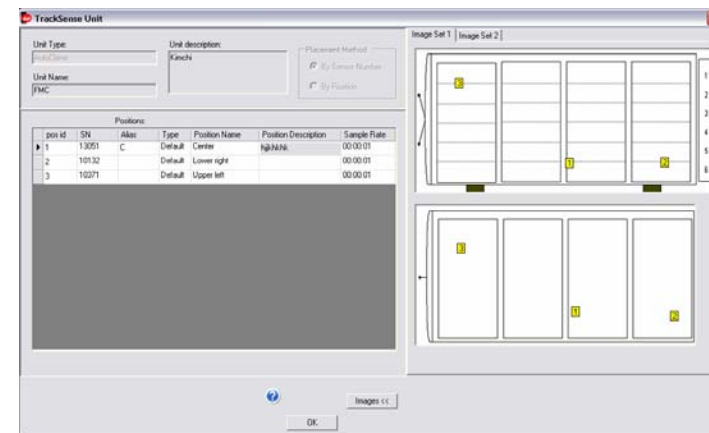 TrackSense Unit
Unit Type:
AutoClave
Unit Name:
FMC
Unit description:
Kimchi
Placement Method
By Sensor Number
By Position
Positions:
pos id SN Alias Type Position Name Position Description Sample Rate
1 13051 C Default Center 00:00:01
2 10132 Default Lower right 00:00:01
3 10371 Upper left 00:00:01
Default
Images <<
OK
Image Set 1 Image Set 2
3
1
2
1
2
3
4
5
6
3
1
2